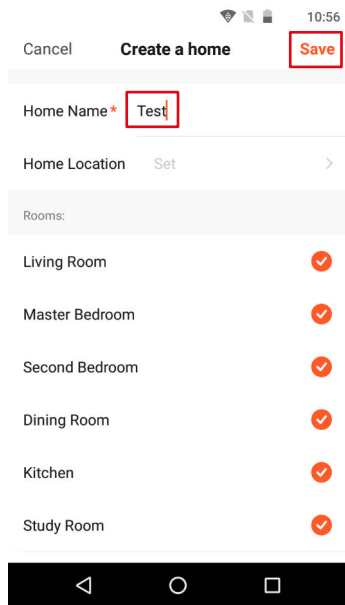 10:56
Cancel Create a home Save
Home Name* Test
Home Location Set
Rooms:
Living Room
Master Bedroom
Second Bedroom
Dining Room
Kitchen
Study Room